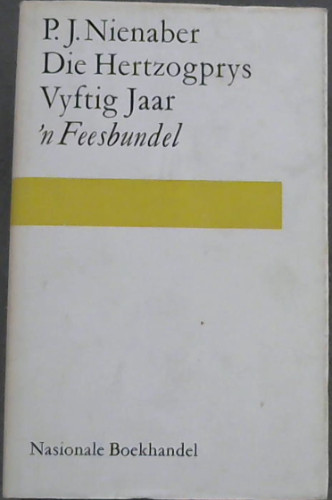 P. J. Nienaber
Die Hertzogprys
Vyftig Jaar
'n Feesbundel
Nasionale Boekhandel